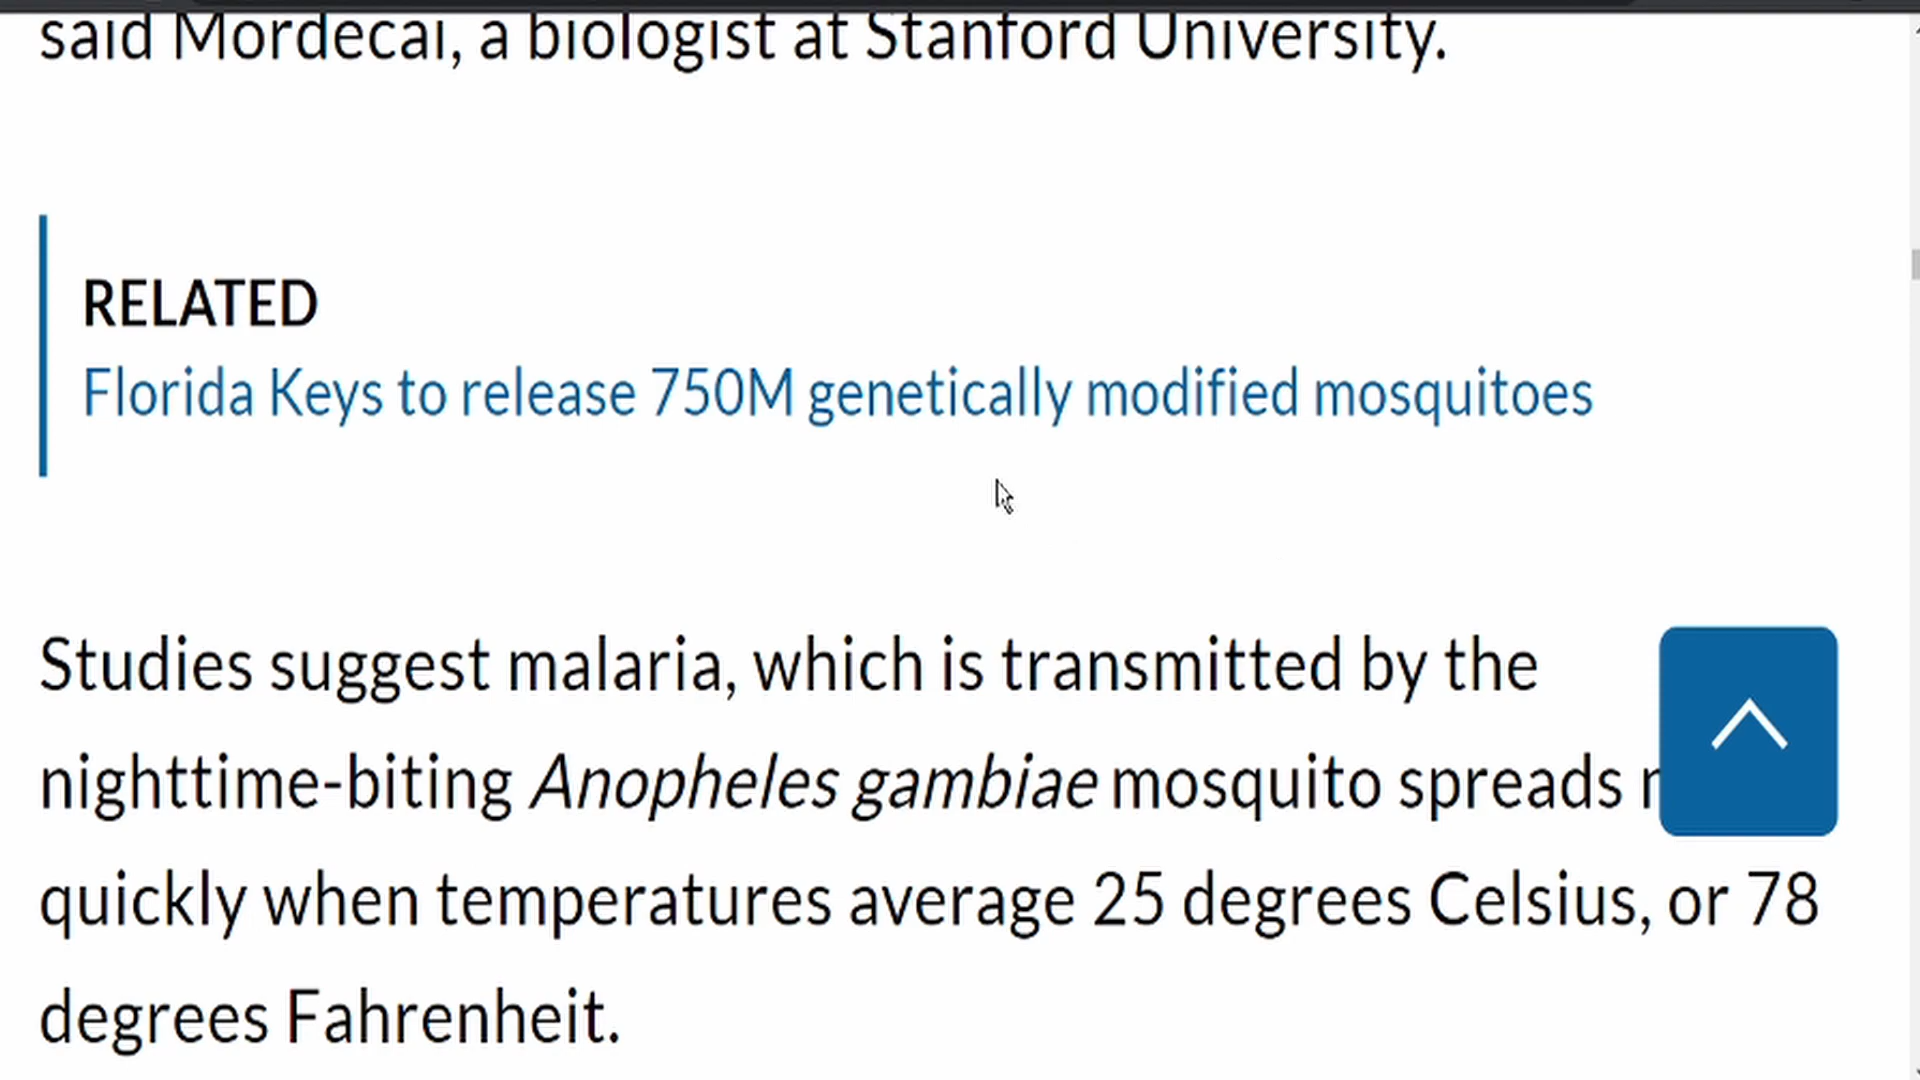 said Mordecai, a biologist at Stanford University.
RELATED
Florida Keys to release 750M genetically modified mosquitoes
Studies suggest malaria, which is transmitted by the
nighttime-biting Anopheles gambiae mosquito spreads
quickly when temperatures average 25 degrees Celsius, or 78
degrees Fahrenheit.